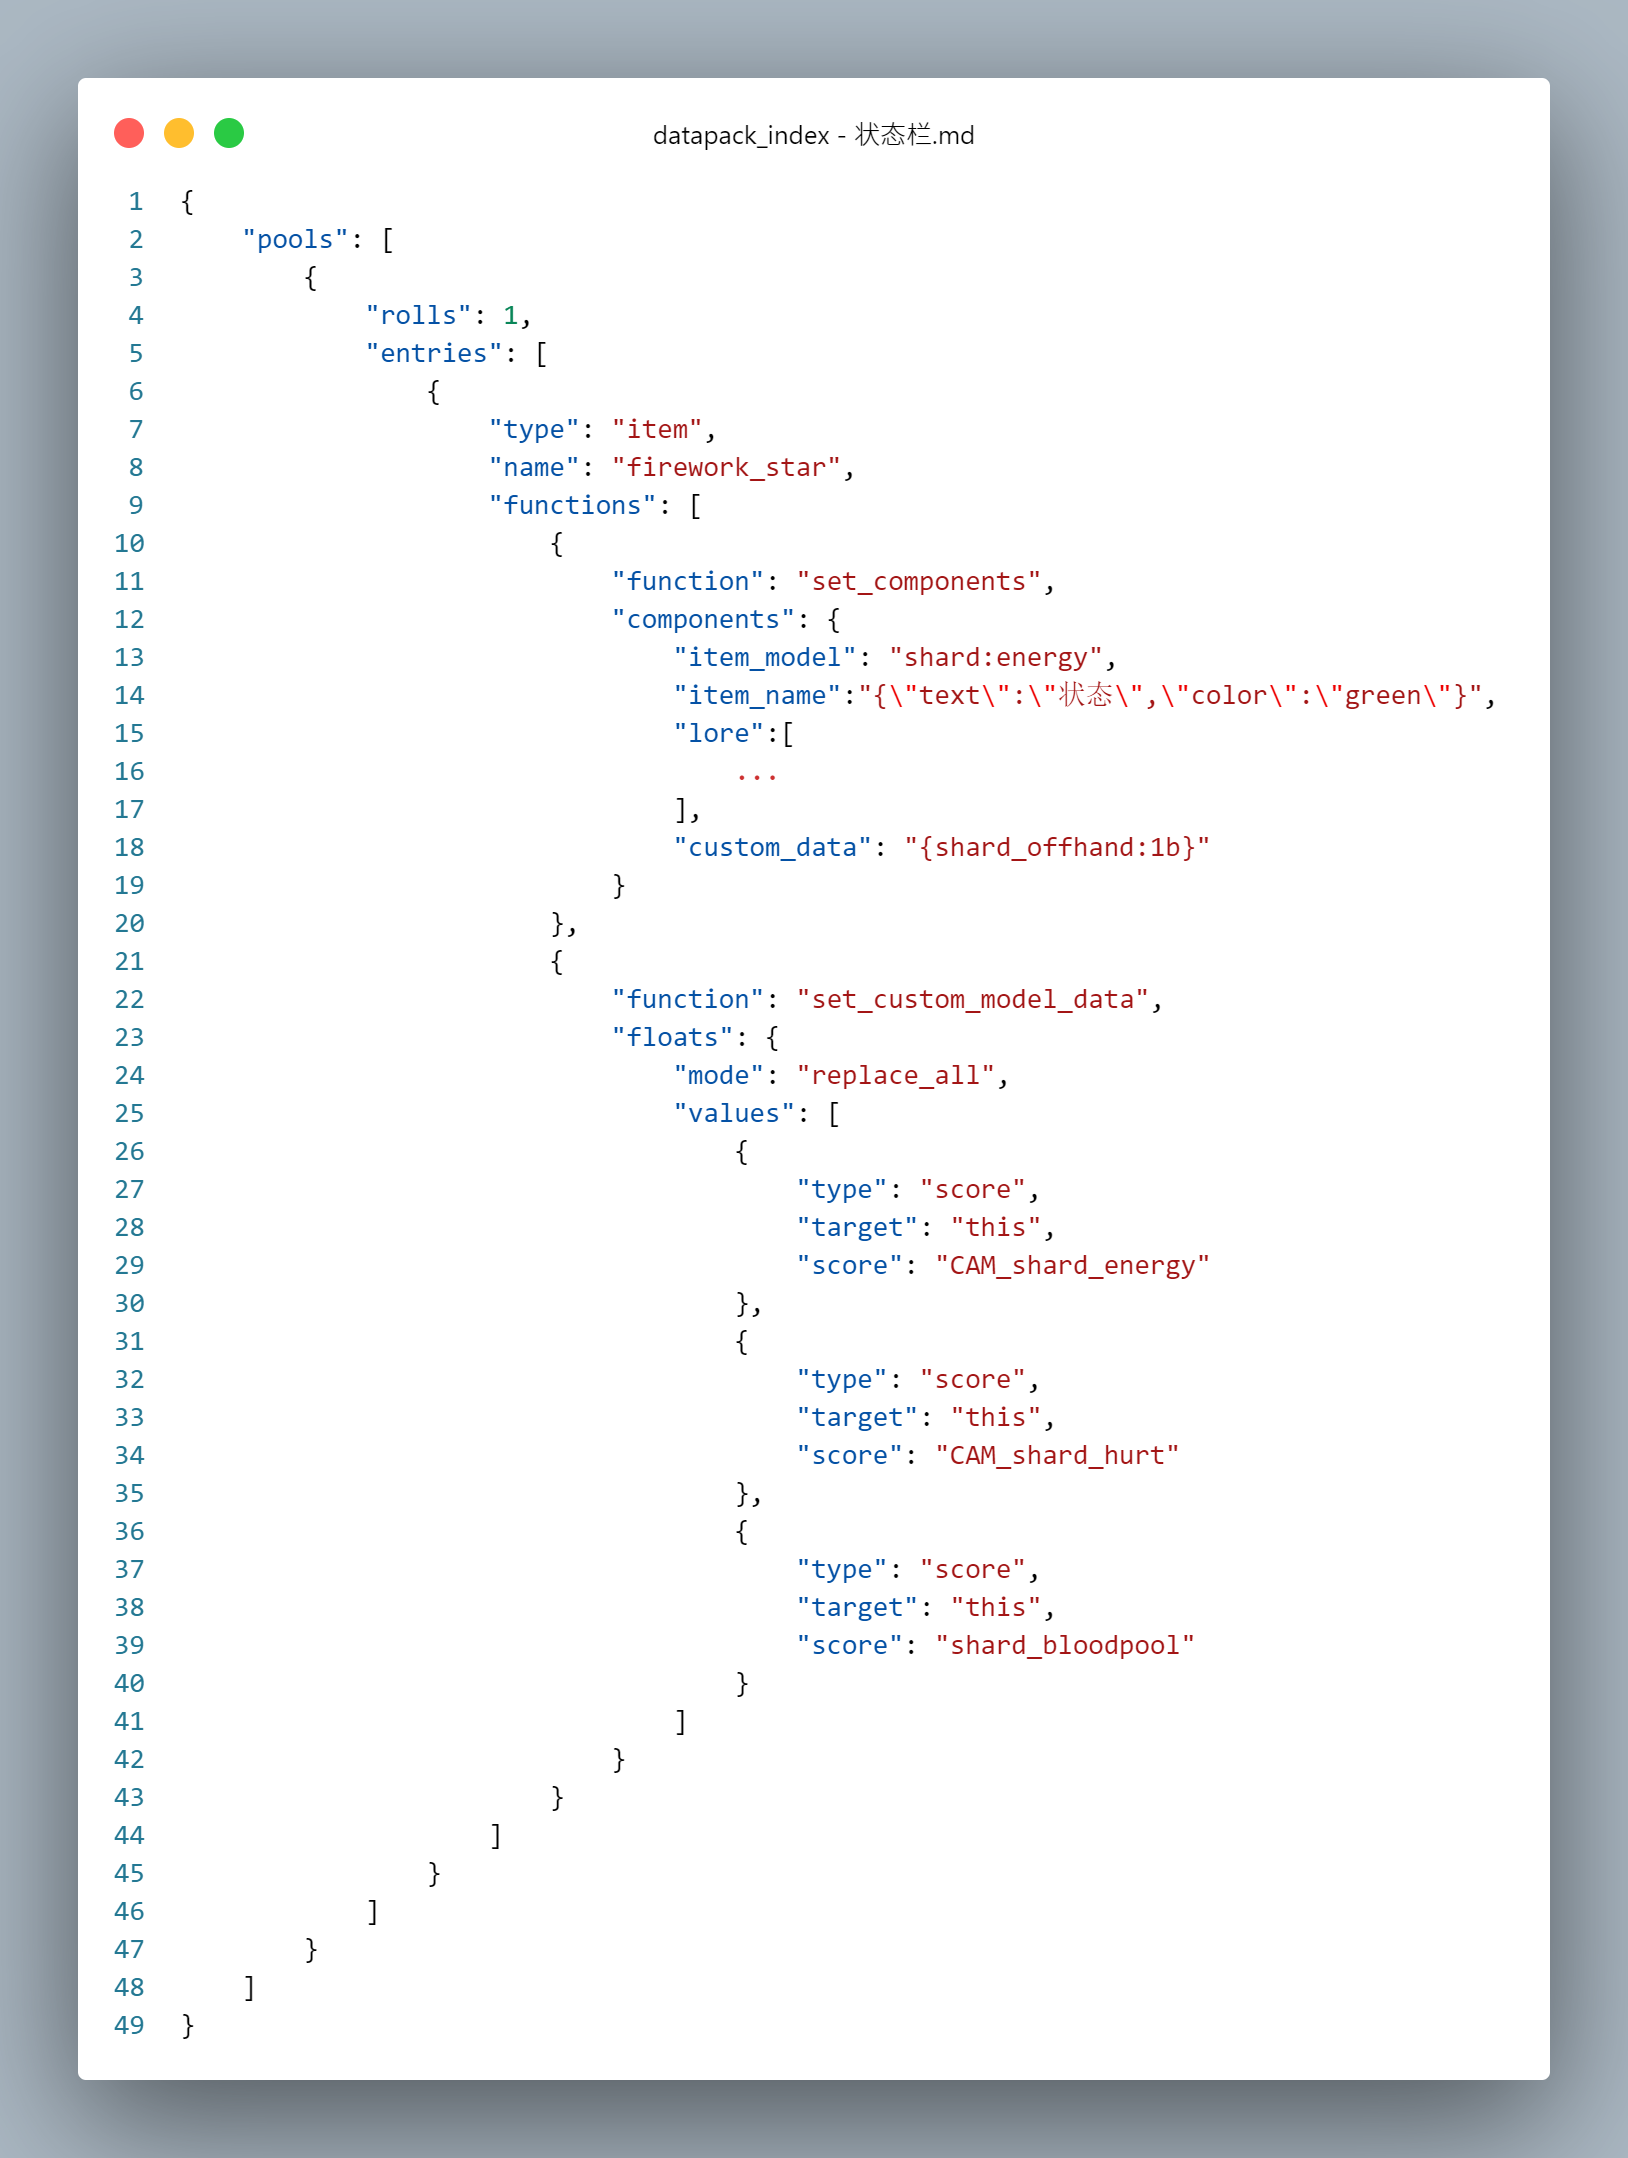 datapack_index - 状态栏.md
1 {
2     "pools": [
3         {
4             "rolls": 1,
5             "entries": [
6                 {
7                     "type": "item",
8                     "name": "firework_star",
9                     "functions": [
10                         {
11                             "function": "set_components",
12                             "components": {
13                                 "item_model": "shard:energy",
14                                 "item_name":"{\"text\":\"状态\",\"color\":\"green\"}",
15                                 "lore":[
16                                     ...
17                                 ],
18                                 "custom_data": "{shard_offhand:1b}"
19                             }
20                         },
21                         {
22                             "function": "set_custom_model_data",
23                             "floats": {
24                                 "mode": "replace_all",
25                                 "values": [
26                                     {
27                                         "type": "score",
28                                         "target": "this",
29                                         "score": "CAM_shard_energy"
30                                     },
31                                     {
32                                         "type": "score",
33                                         "target": "this",
34                                         "score": "CAM_shard_hurt"
35                                     },
36                                     {
37                                         "type": "score",
38                                         "target": "this",
39                                         "score": "shard_bloodpool"
40                                     }
41                                 ]
42                             }
43                         }
44                     ]
45                 }
46             ]
47         }
48     ]
49 }